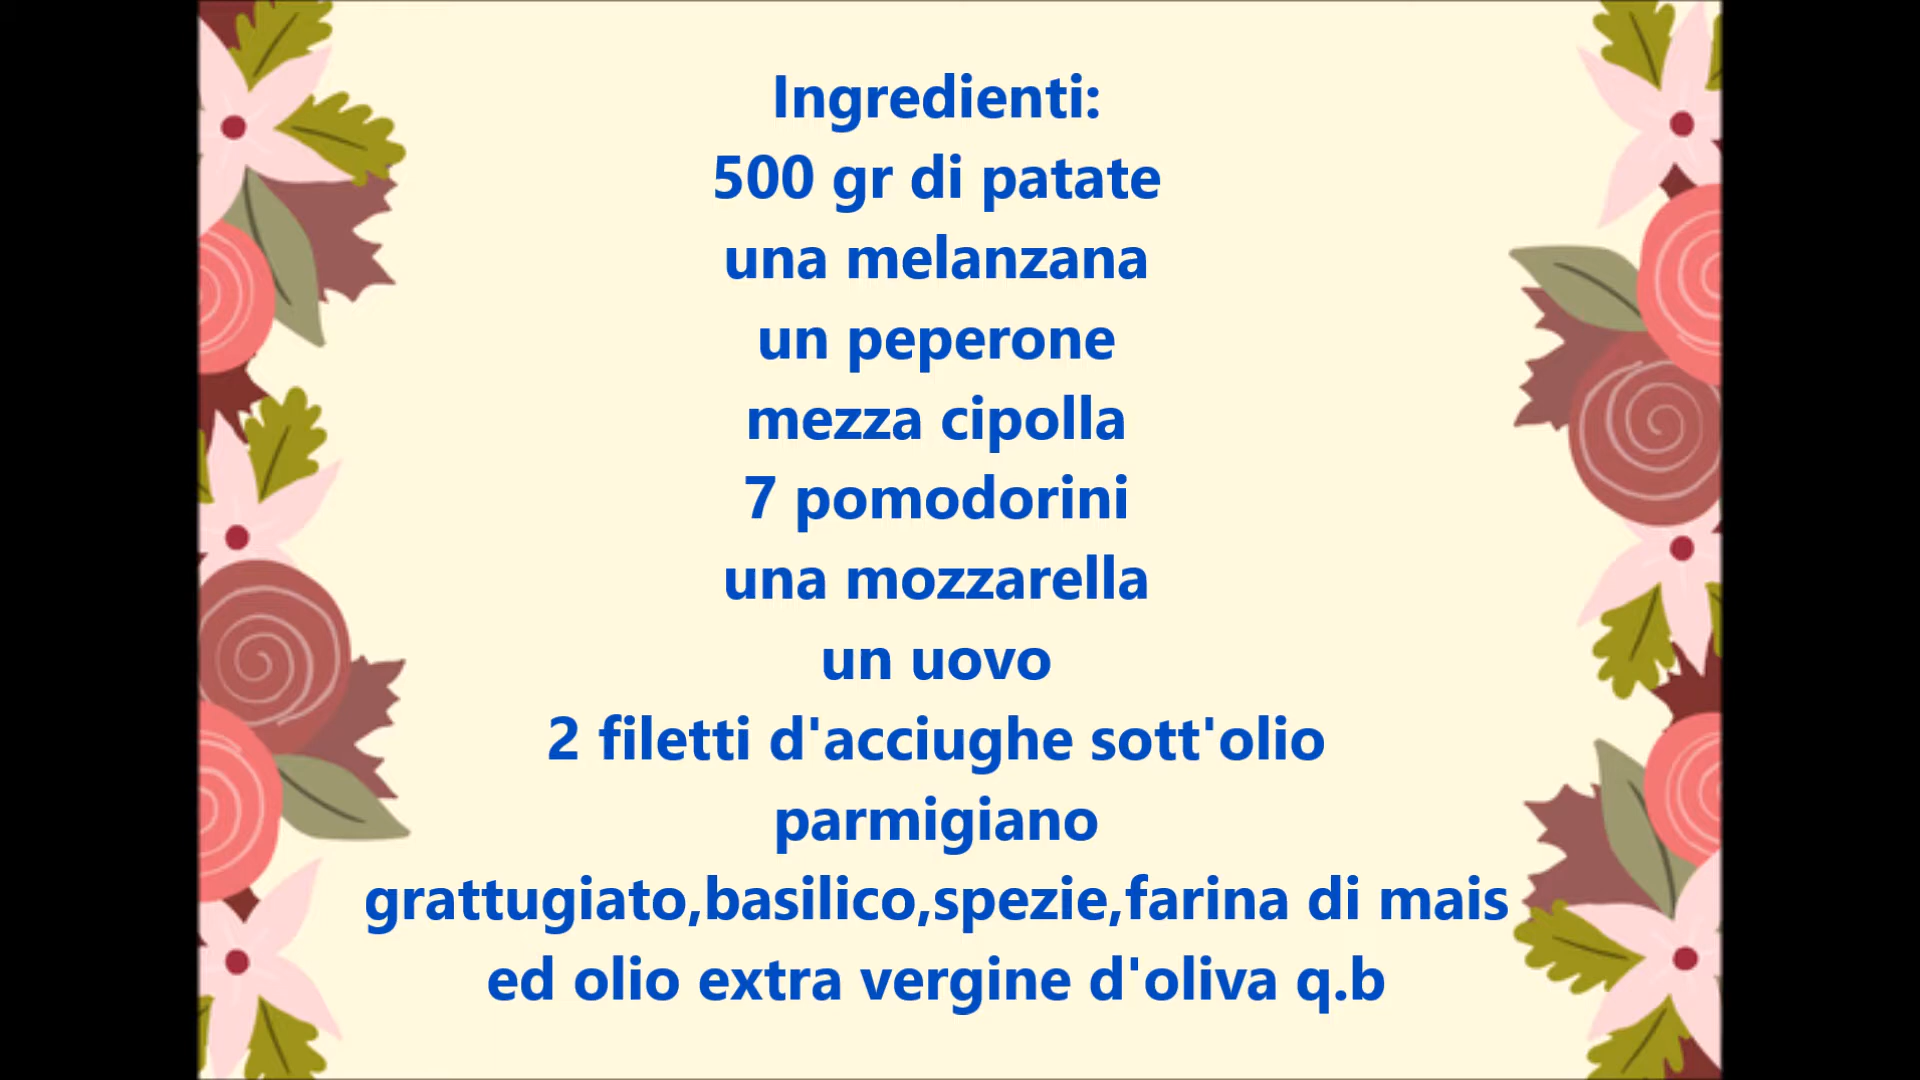 Ingredienti:
500 gr di patate
una melanzana
un peperone
mezza cipolla
7 pomodorini
una mozzarella
un uovo
2 filetti d'acciughe sott'olio
parmigiano
grattugiato,basilico,spezie,farina di mais
ed olio extra vergine d'oliva q.b